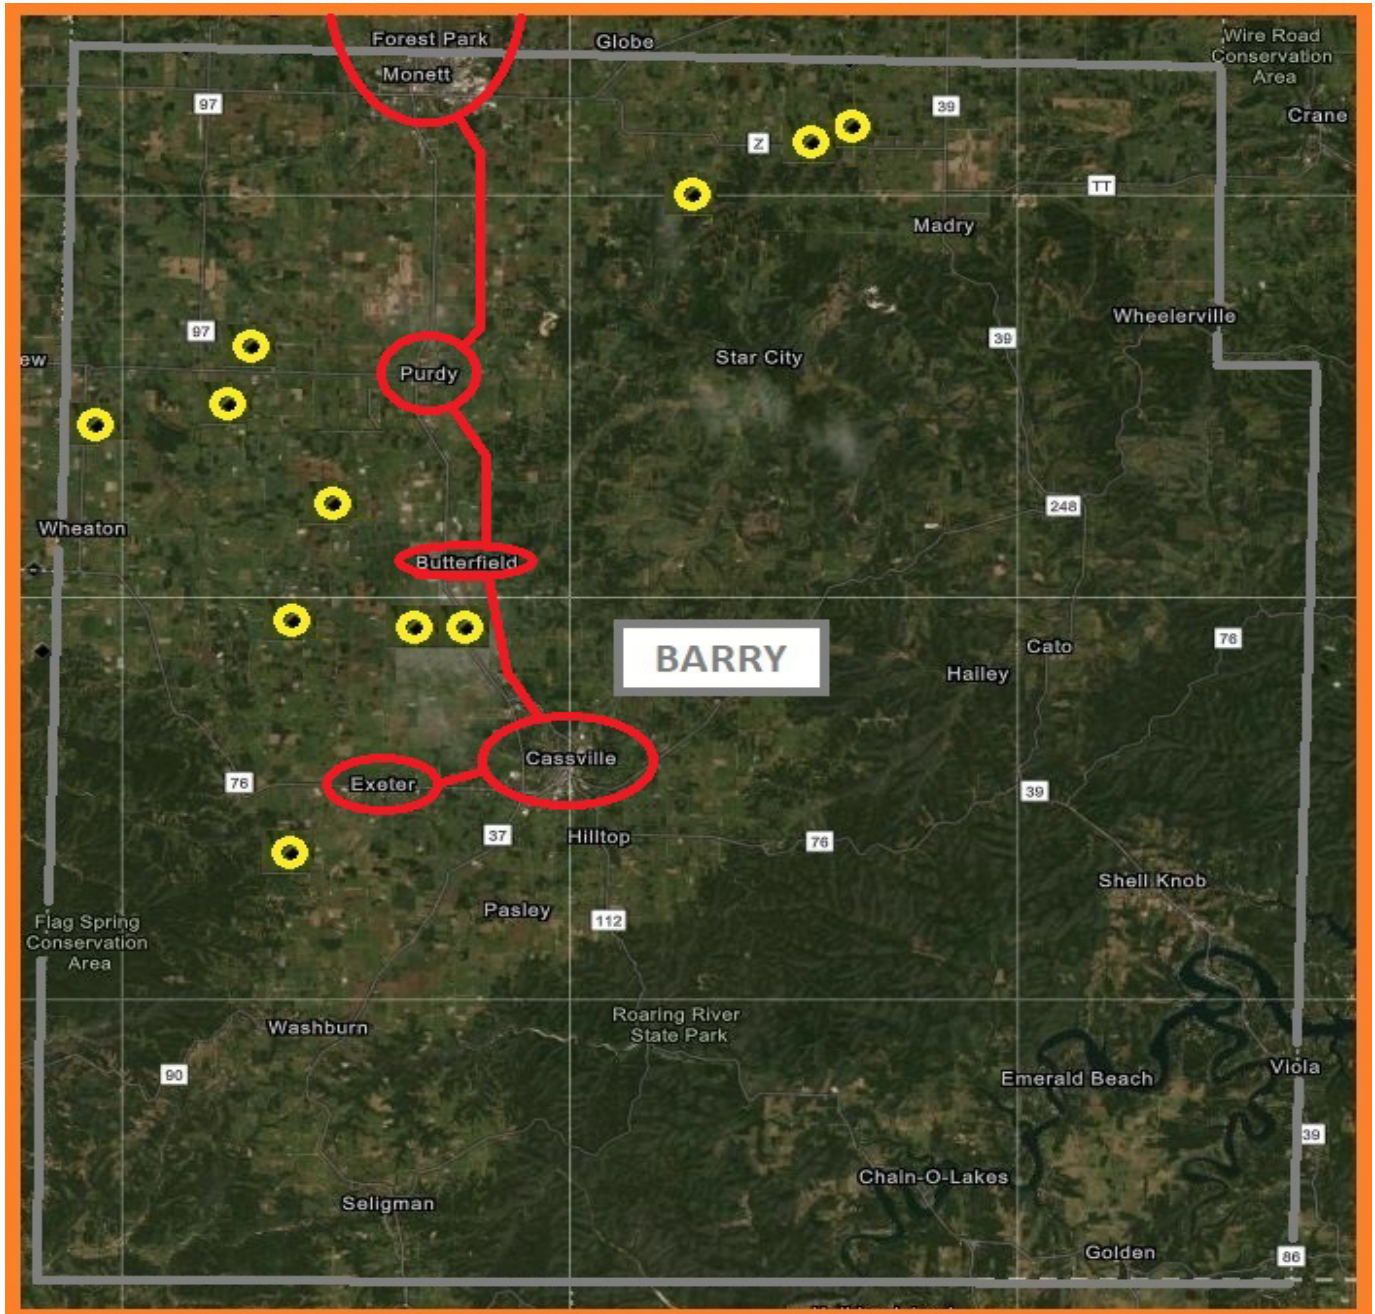 Forest Park
Globe
Wire Road
Conservation
Area
Monett
97
39
Crane
Z
TT
Madry
Wheelerville
97
39
ew
Star City
Purdy
248
Wheaton
Butterfield
BARRY
76
Cato
Halley
Cassville
76
Exeter
39
37
Hilltop
76
Shell Knob
Pasley
112
Flag Spring
Conservation
Area
Roaring River
State Park
Washburn
Viola
90
Emerald Beach
39
Chain-O-Lakes
Seligman
Golden
86